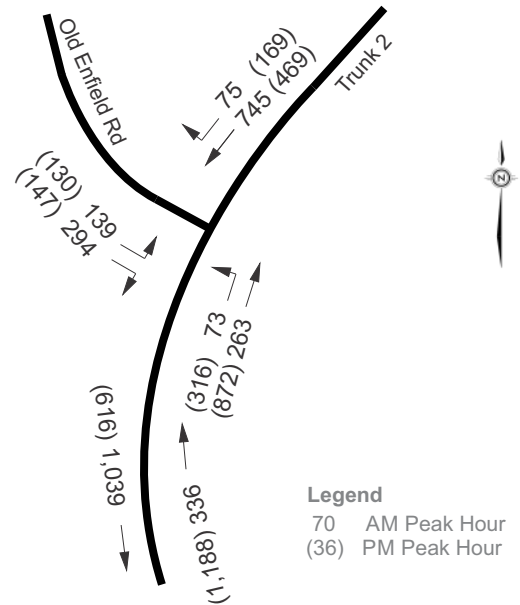 Old Enfield Rd
75 (169)
745 (469)
Trunk 2
N
(130) 139
(147) 294
(316) 73
(872) 263
(616) 1,039
(1,188) 336
Legend
70 AM Peak Hour
(36) PM Peak Hour